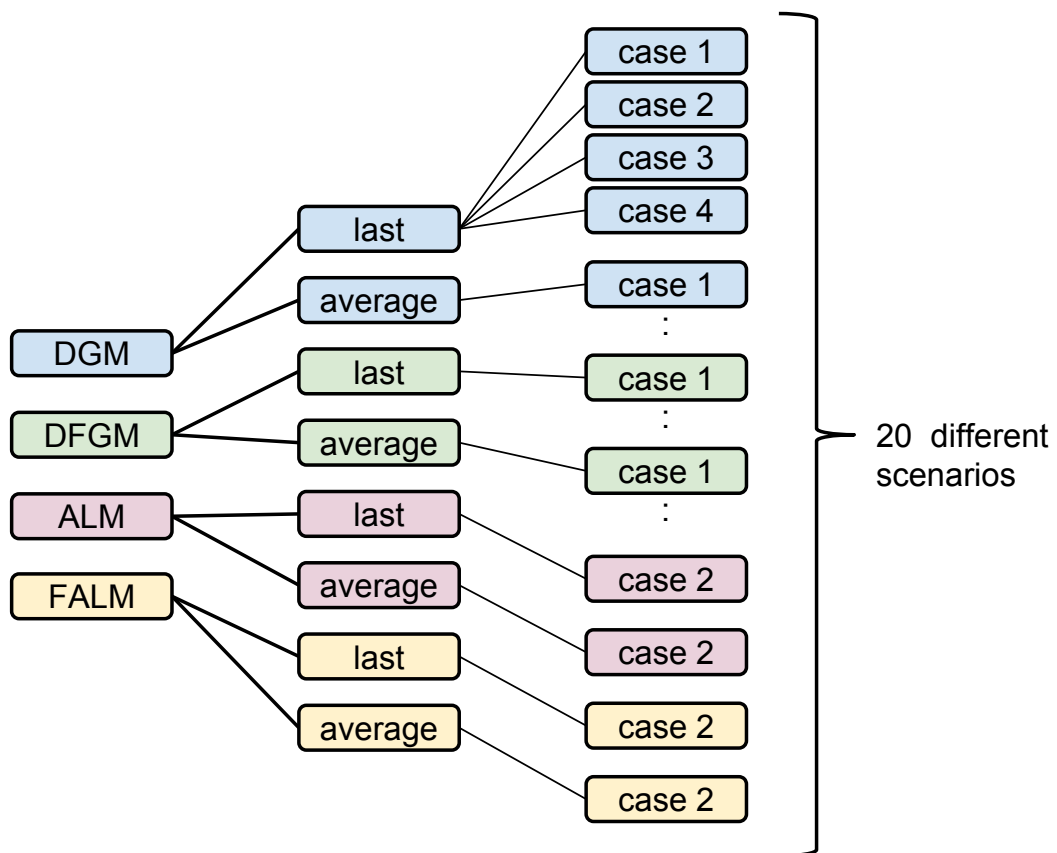 case 1
case 2
case 3
case 4
last
average
case 1
:
DGM
last
case 1
:
DFGM
average
case 1
:
20 different
scenarios
ALM
last
case 2
average
case 2
FALM
last
case 2
average
case 2